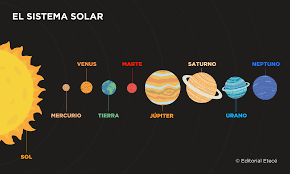 EL SISTEMA SOLAR
VENUS
MARTE
SATURNO
NEPTUNO
MERCURIO
TIERRA
JÚPITER
URANO
SOL
© Editorial Etecé